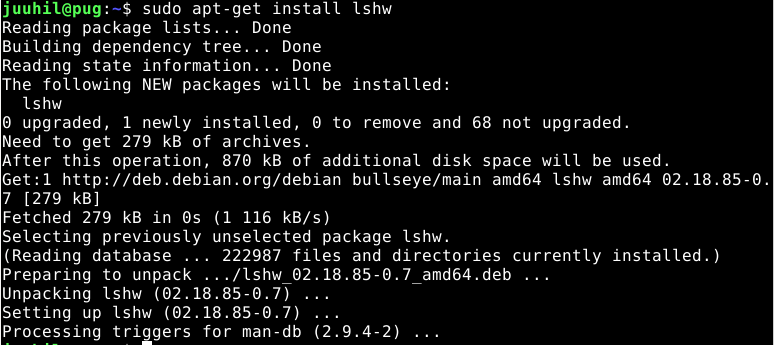 juuhil@pug:~$ sudo apt-get install lshw
Reading package lists... Done
Building dependency tree... Done
Reading state information... Done
The following NEW packages will be installed:
  lshw
0 upgraded, 1 newly installed, 0 to remove and 68 not upgraded.
Need to get 279 kB of archives.
After this operation, 870 kB of additional disk space will be used.
Get:1 http://deb.debian.org/debian bullseye/main amd64 lshw amd64 02.18.85-0.
7 [279 kB]
Fetched 279 kB in 0s (1 116 kB/s)
Selecting previously unselected package lshw.
(Reading database ... 222987 files and directories currently installed.)
Preparing to unpack .../lshw_02.18.85-0.7_amd64.deb ...
Unpacking lshw (02.18.85-0.7) ...
Setting up lshw (02.18.85-0.7) ...
Processing triggers for man-db (2.9.4-2) ...